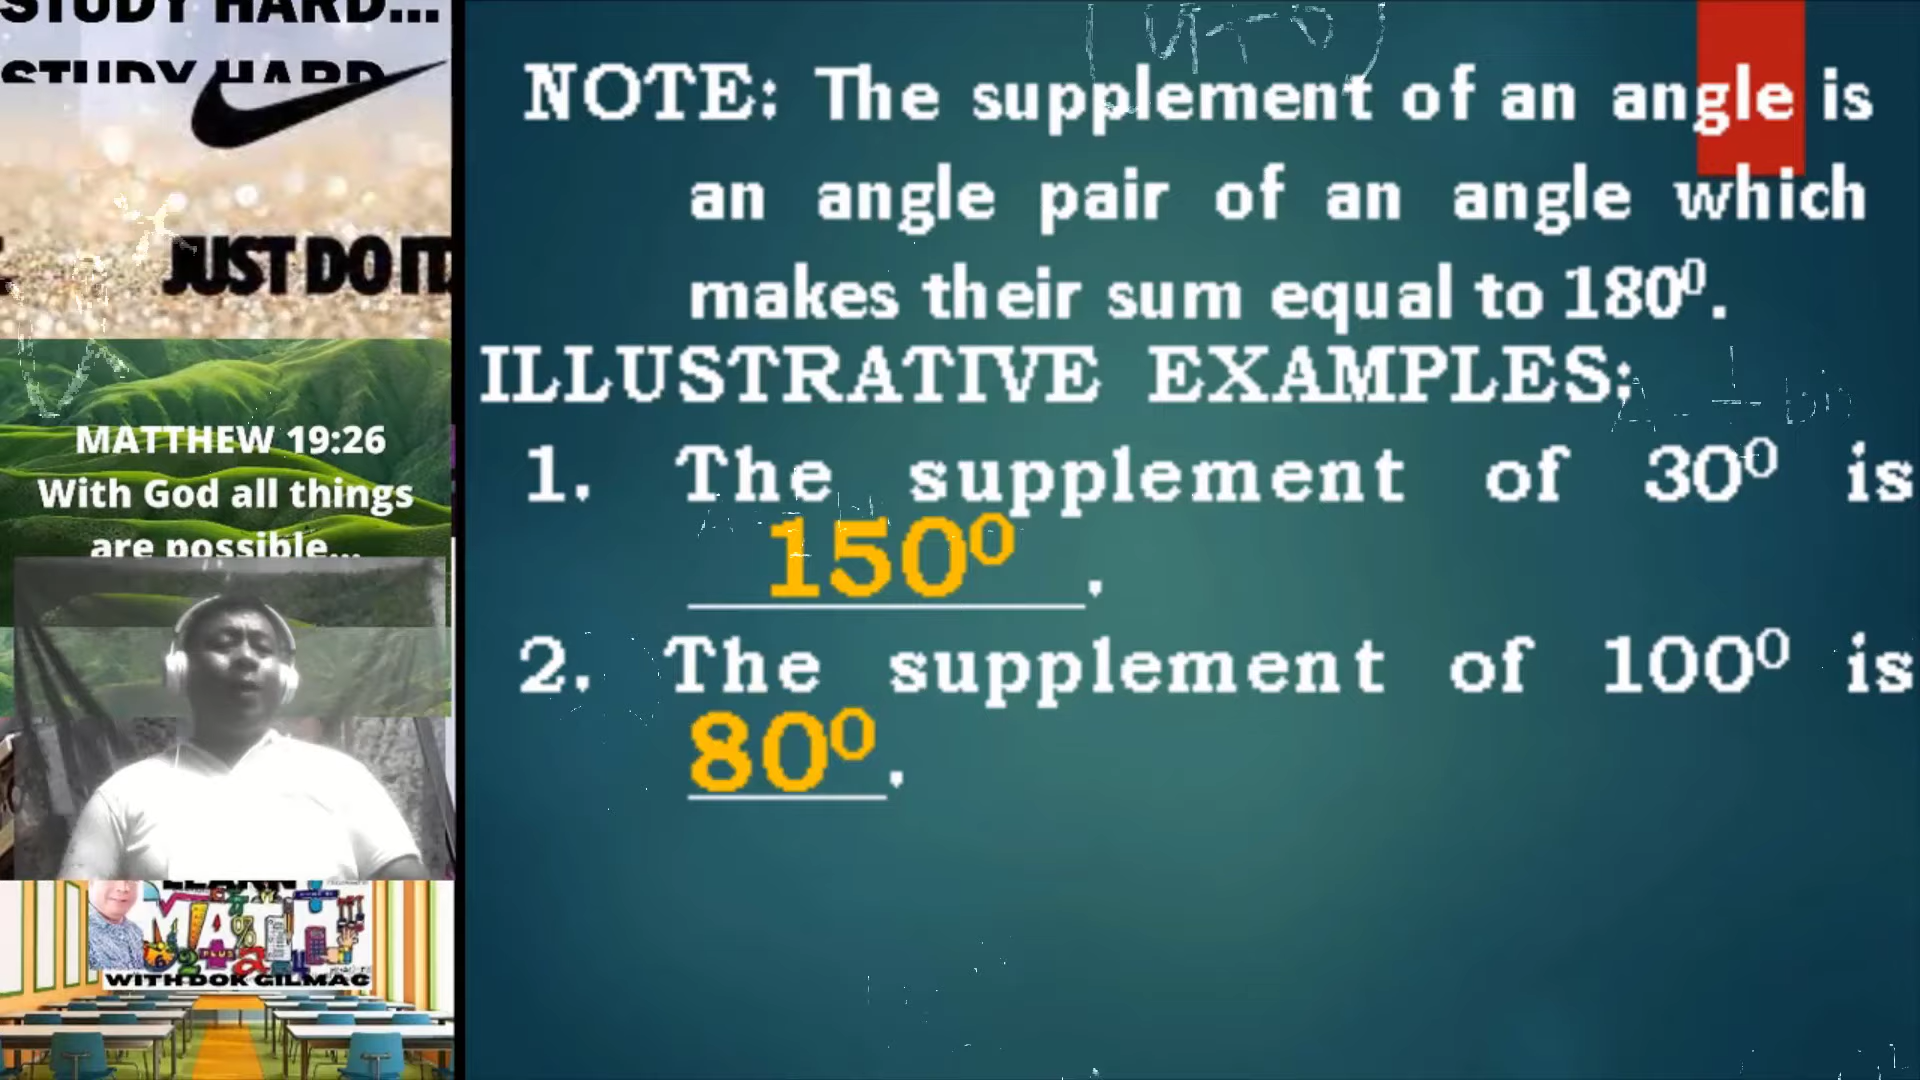 STUDY HARD...
STUDY HARD
JUST DO IT
MATTHEW 19:26
With God all things
are possible...
LEARN
MATH
PLUS
WITH DOK GILMAC
NOTE: The supplement of an angle is
an angle pair of an angle which
makes their sum equal to 180⁰.
ILLUSTRATIVE EXAMPLES:
1. The supplement of 30⁰ is
150⁰.
2. The supplement of 100⁰ is
80⁰.